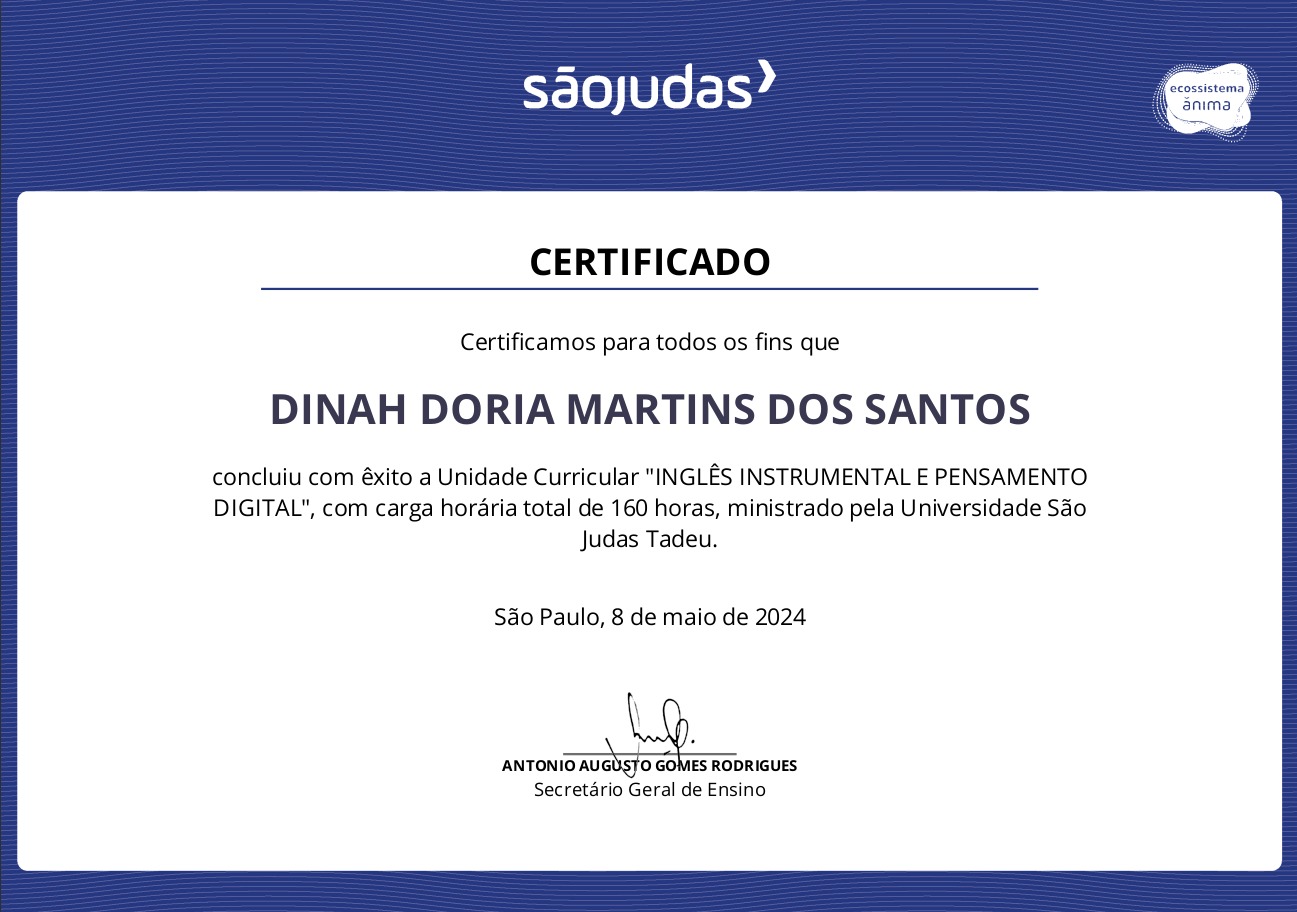 sãojudas
ecossistema
ănima
CERTIFICADO
Certificamos para todos os fins que
DINAH DORIA MARTINS DOS SANTOS
concluiu com êxito a Unidade Curricular "INGLÊS INSTRUMENTAL E PENSAMENTO
DIGITAL", com carga horária total de 160 horas, ministrado pela Universidade São
Judas Tadeu.
São Paulo, 8 de maio de 2024
ANTONIO AUGUSTO GOMES RODRIGUES
Secretário Geral de Ensino